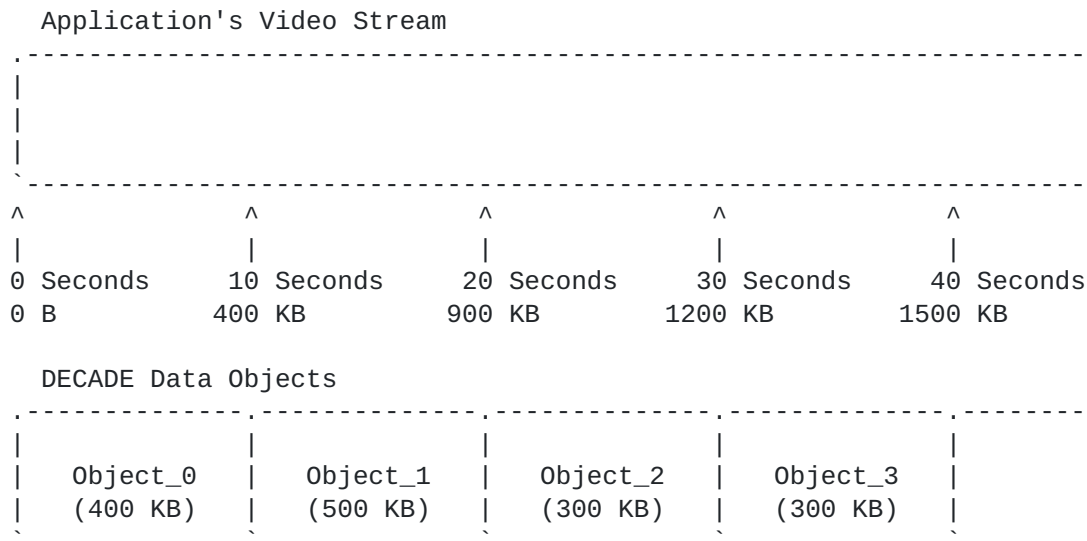 Application's Video Stream
0 Seconds 10 Seconds 20 Seconds 30 Seconds 40 Seconds
0 B 400 KB 900 KB 1200 KB 1500 KB
DECADE Data Objects
Object_0 Object_1 Object_2 Object_3
(400 KB) (500 KB) (300 KB) (300 KB)